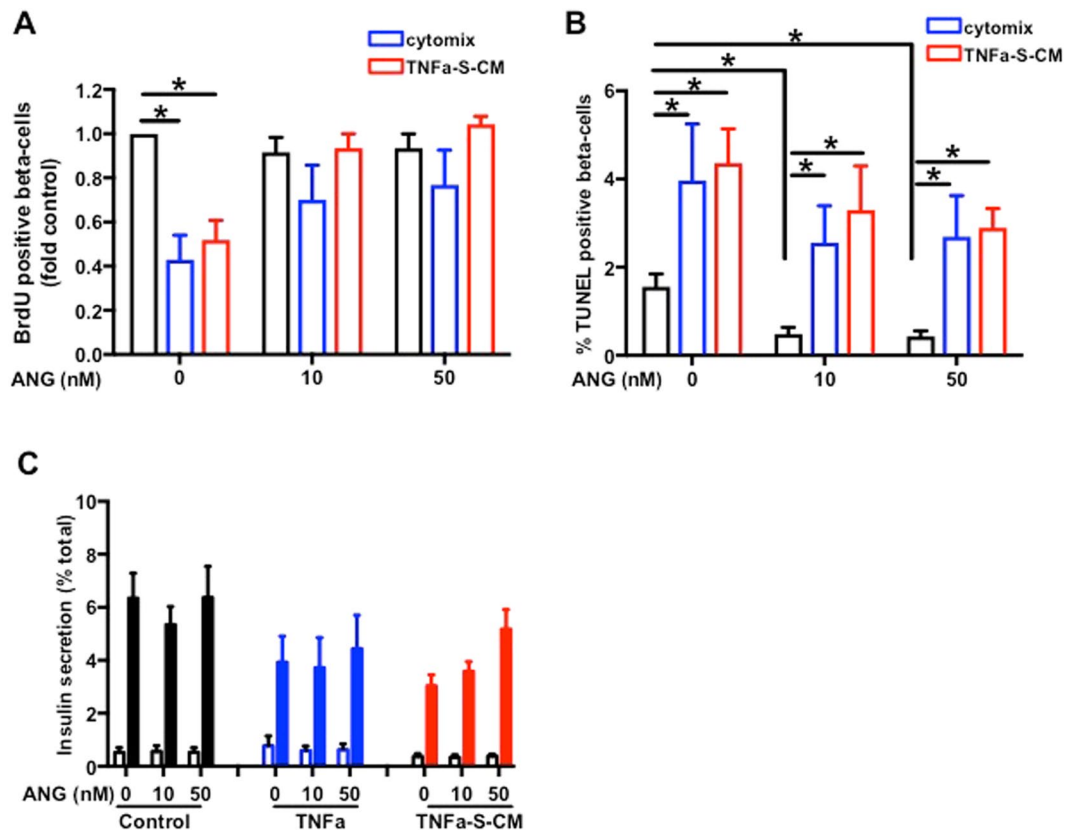 A
cytomix
TNFa-S-CM
* *
BrdU positive beta-cells
(fold control)
1.2
1.0
0.8
0.6
0.4
0.2
0.0
ANG (nM) 0 10 50
B
cytomix
TNFa-S-CM
* * * * * * * *
% TUNEL positive beta-cells
6
4
2
0
ANG (nM) 0 10 50
C
Insulin secretion (% total)
10
8
6
4
2
0
ANG (nM) 0 10 50 0 10 50 0 10 50
Control TNFa TNFa-S-CM